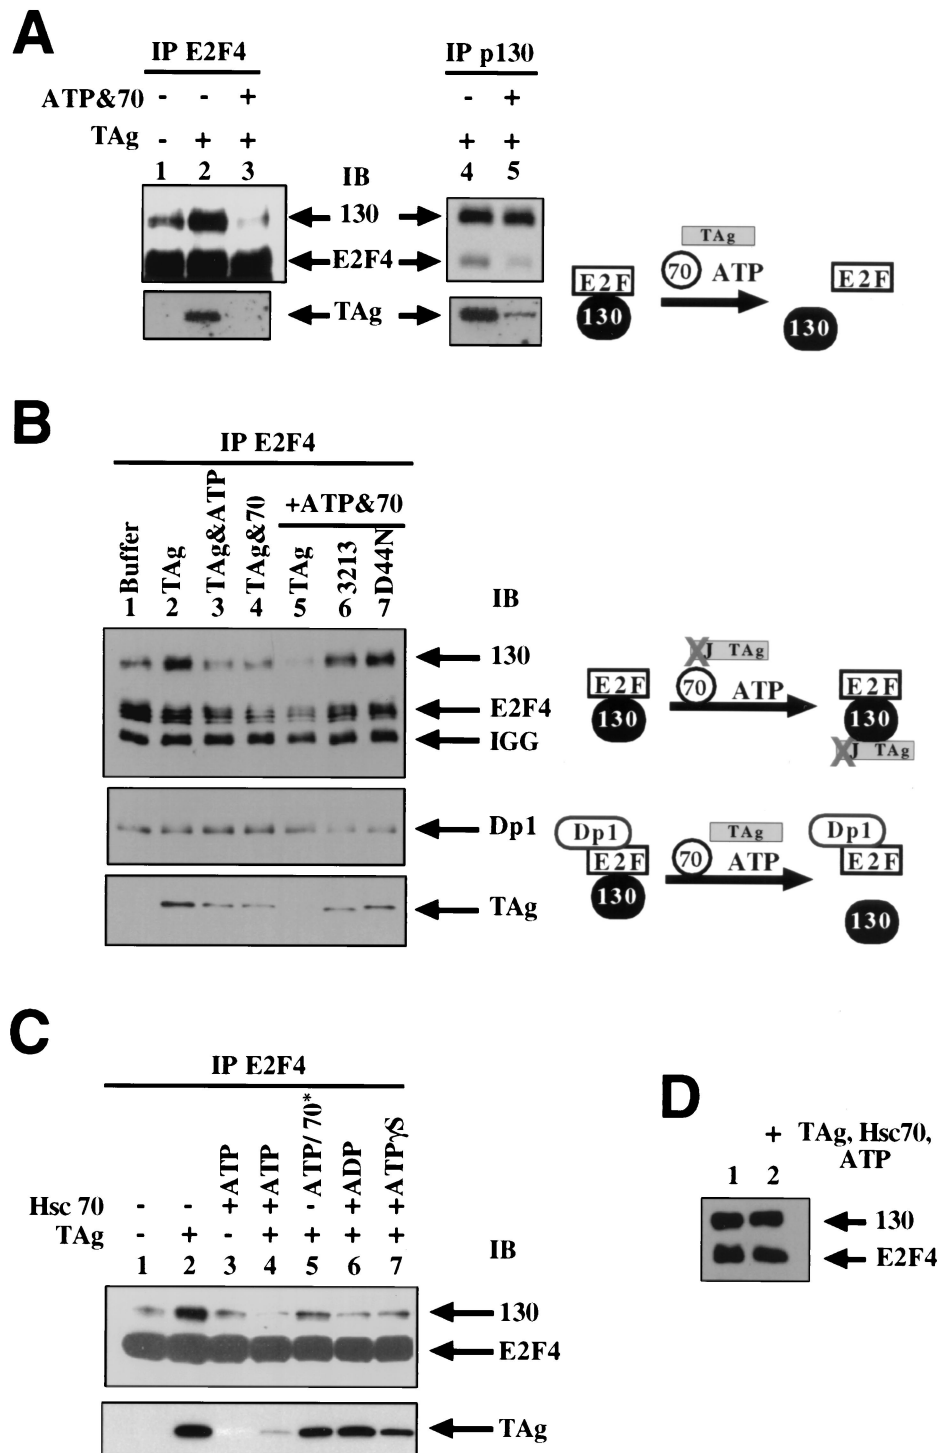 A
IP E2F4
IP p130
ATP&70 - - +
- +
TAg - + +
+ +
1 2 3
IB
4 5
130
E2F4
TAg
TAg
70 ATP
E2F
130
E2F
130
B
IP E2F4
+ATP&70
Buffer
TAg
TAg&ATP
TAg&70
TAg
3213
D44N
1 2 3 4 5 6 7
IB
130
E2F4
IGG
Dp1
TAg
X J TAg
70 ATP
E2F
130
E2F
130
X J TAg
Dp1
E2F
130
TAg
70 ATP
Dp1
E2F
130
C
IP E2F4
+ATP
+ATP
ATP/ 70*
+ADP
+ATPγS
Hsc 70 - - + + - + +
TAg - + - + + + +
1 2 3 4 5 6 7
IB
130
E2F4
TAg
D
+ TAg, Hsc70,
ATP
1 2
130
E2F4